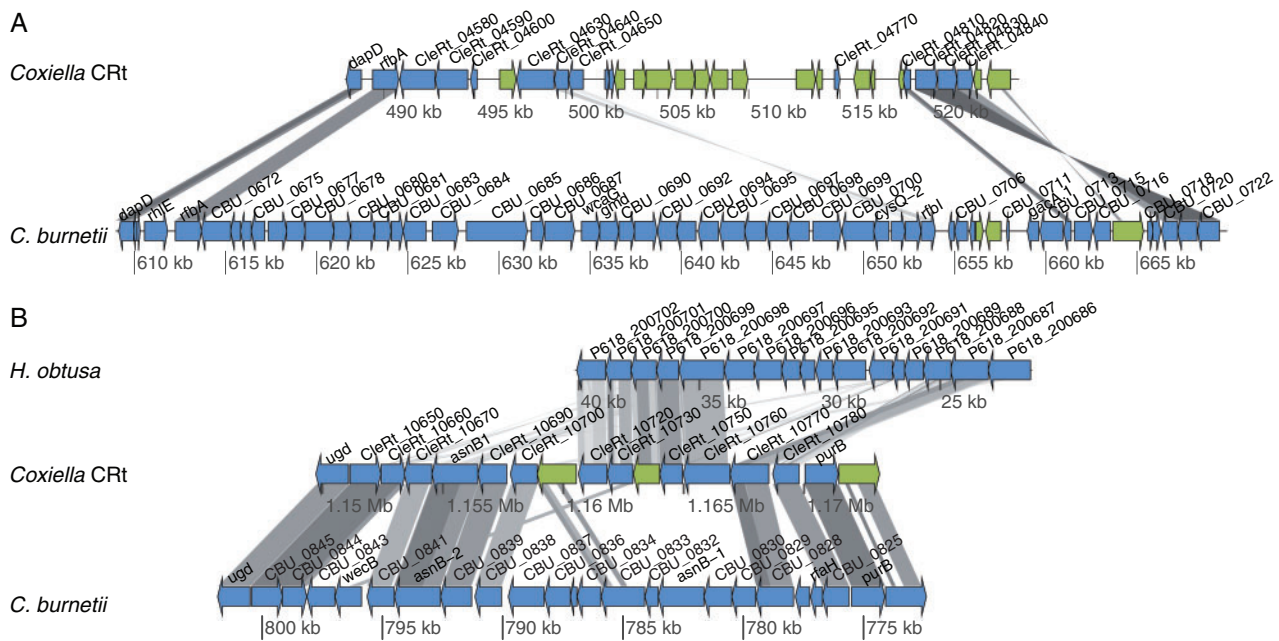 A
dapD rfbA CleRt_04580 CleRt_04590 CleRt_04600 CleRt_04630 CleRt_04640 CleRt_04650 CleRt_04770 CleRt_04810 CleRt_04820 CleRt_04830 CleRt_04840
Coxiella CRt
490 kb 495 kb 500 kb 505 kb 510 kb 515 kb 520 kb
dapD rhlE rfbA CBU_0672 CBU_0675 CBU_0677 CBU_0678 CBU_0680 CBU_0681 CBU_0683 CBU_0684 CBU_0685 CBU_0686 CBU_0687 wcaG gmd CBU_0690 CBU_0692 CBU_0694 CBU_0695 CBU_0697 CBU_0698 CBU_0699 CBU_0700 cysQ-2 rfbI CBU_0706 CBU_0711 CBU_0713 CBU_0715 CBU_0716 CBU_0718 CBU_0720 CBU_0722
C. burnetii
610 kb 615 kb 620 kb 625 kb 630 kb 635 kb 640 kb 645 kb 650 kb 655 kb 660 kb 665 kb
B
P618_200702 P618_200701 P618_200700 P618_200699 P618_200698 P618_200697 P618_200696 P618_200695 P618_200693 P618_200692 P618_200691 P618_200689 P618_200688 P618_200687 P618_200686
H. obtusa
40 kb 35 kb 30 kb 25 kb
ugd CleRt_10650 CleRt_10660 CleRt_10670 asnB1 CleRt_10690 CleRt_10700 CleRt_10720 CleRt_10730 CleRt_10750 CleRt_10760 CleRt_10770 CleRt_10780 purB
Coxiella CRt
1.15 Mb 1.155 Mb 1.16 Mb 1.165 Mb 1.17 Mb
ugd CBU_0845 CBU_0844 CBU_0843 wecB CBU_0841 asnB-2 CBU_0839 CBU_0838 CBU_0837 CBU_0836 CBU_0834 CBU_0833 CBU_0832 asnB-1 CBU_0830 CBU_0829 CBU_0828 rfaH CBU_0825 purB
C. burnetii
800 kb 795 kb 790 kb 785 kb 780 kb 775 kb